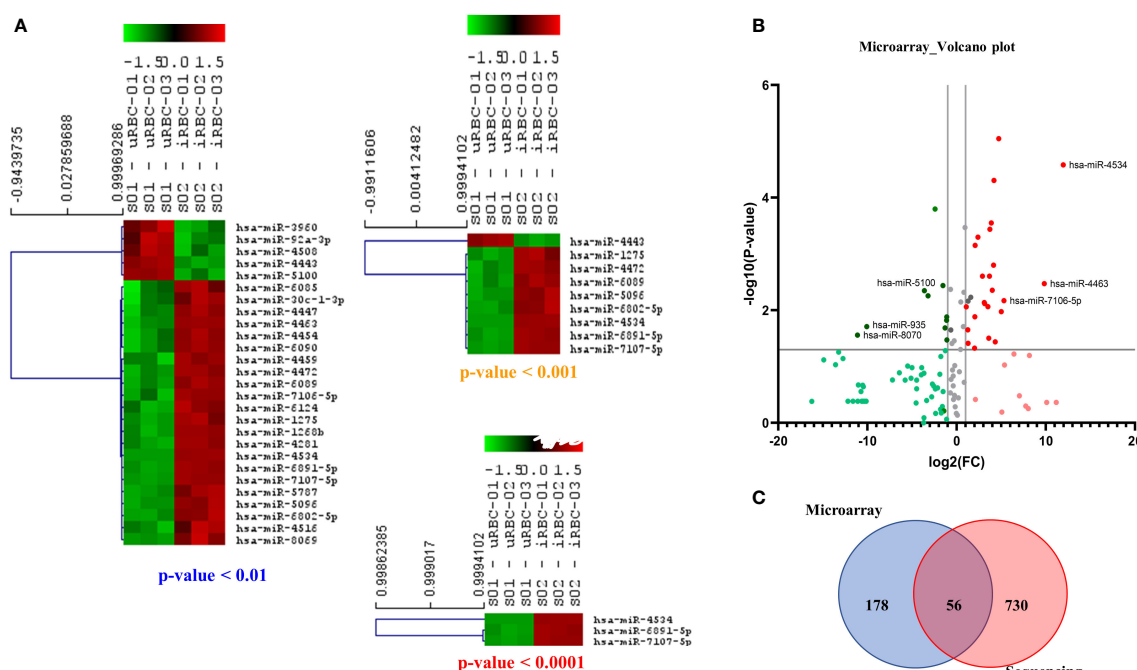 A
-1.5 0.0 1.5
S01 - uRBC-01
S01 - uRBC-02
S01 - uRBC-03
S02 - iRBC-01
S02 - iRBC-02
S02 - iRBC-03
-0.9439735
0.027859688
0.99969286
hsa-miR-3960
hsa-miR-92a-3p
hsa-miR-4508
hsa-miR-4443
hsa-miR-5100
hsa-miR-6085
hsa-miR-30c-1-3p
hsa-miR-4447
hsa-miR-4463
hsa-miR-4454
hsa-miR-6090
hsa-miR-4459
hsa-miR-4472
hsa-miR-6089
hsa-miR-7106-5p
hsa-miR-6124
hsa-miR-1275
hsa-miR-1268b
hsa-miR-4281
hsa-miR-4534
hsa-miR-6891-5p
hsa-miR-7107-5p
hsa-miR-5787
hsa-miR-5096
hsa-miR-6802-5p
hsa-miR-4516
hsa-miR-8069
p-value < 0.01
-1.5 0.0 1.5
S01 - uRBC-01
S01 - uRBC-02
S01 - uRBC-03
S02 - iRBC-01
S02 - iRBC-02
S02 - iRBC-03
-0.9911606
0.00412482
0.9994102
hsa-miR-4443
hsa-miR-1275
hsa-miR-4472
hsa-miR-6089
hsa-miR-5096
hsa-miR-6802-5p
hsa-miR-4534
hsa-miR-6891-5p
hsa-miR-7107-5p
p-value < 0.001
-1.5 0.0 1.5
S01 - uRBC-01
S01 - uRBC-02
S01 - uRBC-03
S02 - iRBC-01
S02 - iRBC-02
S02 - iRBC-03
0.99862385
0.999017
0.9994102
hsa-miR-4534
hsa-miR-6891-5p
hsa-miR-7107-5p
p-value < 0.0001
B
Microarray_Volcano plot
-log10(P-value)
6
4
2
0
-20 -10 0 10 20
log2(FC)
hsa-miR-4534
hsa-miR-4463
hsa-miR-7106-5p
hsa-miR-5100
hsa-miR-935
hsa-miR-8070
C
Microarray
178 56 730
Sequencing